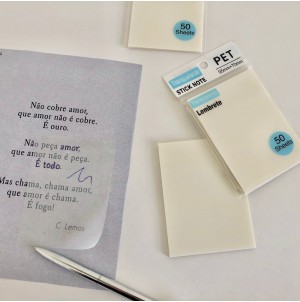 50
Sheets
Não cobre amor,
que amor não é cobre.
É ouro.
Não peça amor,
que amor não é peça.
É todo.
Mas chama, chama amor,
que amor é chama.
É fogo!
C. Lemos
PET
STICK NOTE
Lembrete
50
Sheets